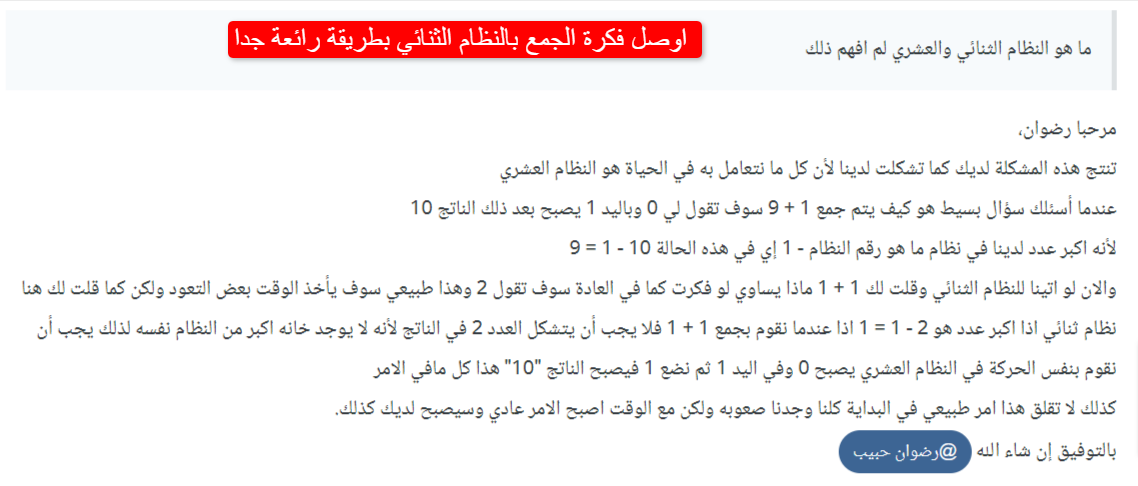 اوصل فكرة الجمع بالنظام الثنائي بطريقة رائعة جدا
ما هو النظام الثنائي والعشري لم افهم ذلك
مرحبا رضوان،
تنتج هذه المشكلة لديك كما تشكلت لدينا لأن كل ما نتعامل به في الحياة هو النظام العشري
عندما أسئلك سؤال بسيط هو كيف يتم جمع 1 + 9 سوف تقول لي 0 وباليد 1 يصبح بعد ذلك الناتج 10
لأنه اكبر عدد لدينا في نظام ما هو رقم النظام - 1 إي في هذه الحالة 10 - 1 = 9
والان لو اتينا للنظام الثنائي وقلت لك 1 + 1 ماذا يساوي لو فكرت كما في العادة سوف تقول 2 وهذا طبيعي سوف يأخذ الوقت بعض التعود ولكن كما قلت لك هنا
نظام ثنائي اذا اكبر عدد هو 2 - 1 = 1 اذا عندما نقوم بجمع 1 + 1 فلا يجب أن يتشكل العدد 2 في الناتج لأنه لا يوجد خانه اكبر من النظام نفسه لذلك يجب أن
نقوم بنفس الحركة في النظام العشري يصبح 0 وفي اليد 1 ثم نضع 1 فيصبح الناتج "10" هذا كل مافي الامر
كذلك لا تقلق هذا امر طبيعي في البداية كلنا وجدنا صعوبه ولكن مع الوقت اصبح الامر عادي وسيصبح لديك كذلك.
بالتوفيق إن شاء الله @رضوان حبيب